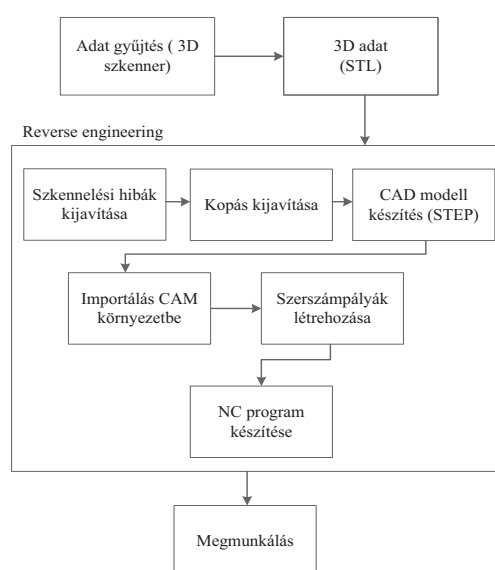 Adat gyűjtés ( 3D
szkenner)
3D adat
(STL)
Reverse engineering
Szkennelési hibák
kijavítása
Kopás kijavítása
CAD modell
készítés (STEP)
Importálás CAM
környezetbe
Szerszámpályák
létrehozása
NC program
készítése
Megmunkálás